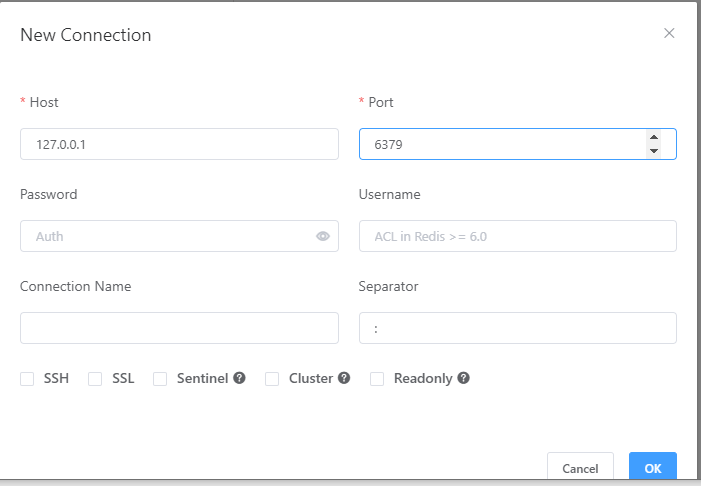 New Connection
* Host
* Port
127.0.0.1
6379
Password
Username
Auth
ACL in Redis >= 6.0
Connection Name
Separator
:
SSH SSL Sentinel ? Cluster ? Readonly ?
Cancel OK